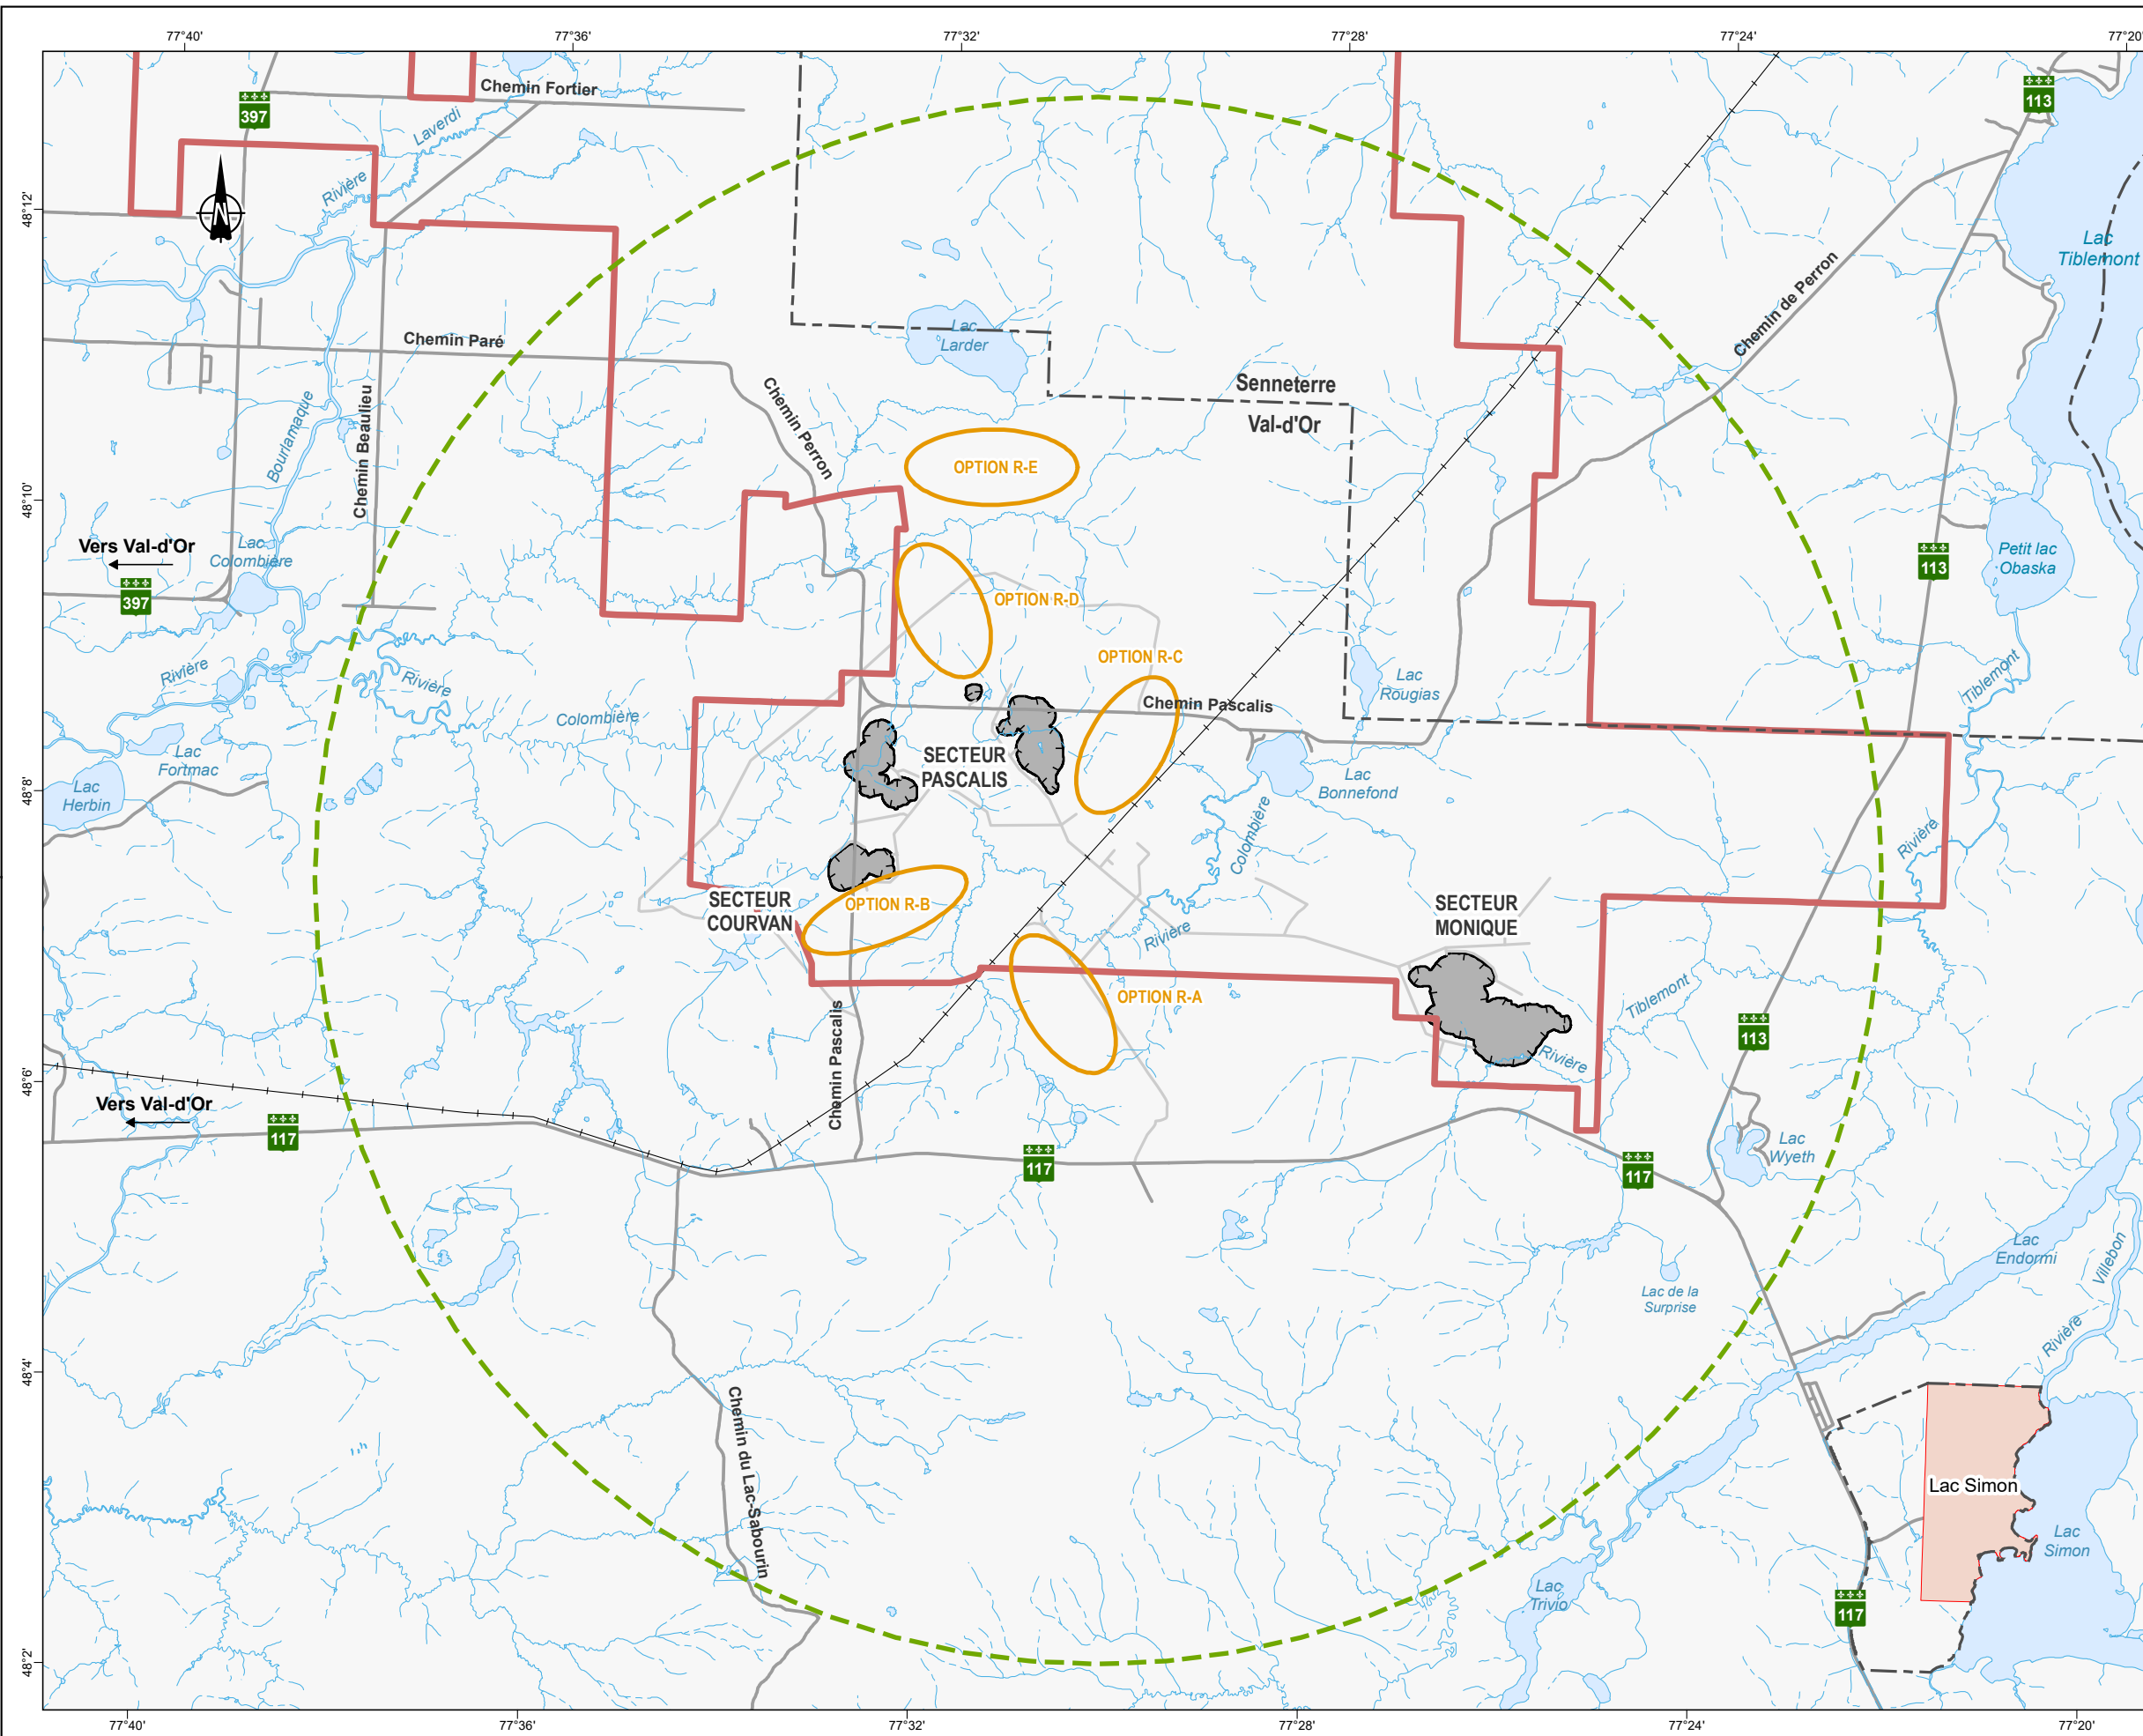 77°40'
77°36'
77°32'
77°28'
77°24'
77°20'
Chemin Fortier
397
113
Laverdi
Rivière
48°12'
N
Lac
Tiblemont
Chemin de Perron
Lac
Larder
Chemin Paré
Senneterre
Val-d'Or
Chemin Perron
Chemin Beaulieu
Bourlamaque
OPTION R-E
48°10'
Vers Val-d'Or
397
Lac
Colombière
113
Petit lac
Obaska
OPTION R-D
OPTION R-C
Rivière
Rivière
Colombière
Chemin Pascalis
Lac
Rougias
Tiblemont
Lac
Fortmac
SECTEUR
PASCALIS
48°8'
Lac
Herbin
Lac
Bonnefond
Colombière
Rivière
SECTEUR
COURVAN
OPTION R-B
SECTEUR
MONIQUE
Rivière
OPTION R-A
Tiblemont
Rivière
113
Chemin Pascalis
48°6'
Vers Val-d'Or
117
117
117
Lac
Wyeth
Lac
Endormi
Villebon
Rivière
Lac de la
Surprise
48°4'
Chemin du Lac-Sabourin
Lac Simon
Lac
Simon
Lac
Trivio
117
48°2'
77°40'
77°36'
77°32'
77°28'
77°24'
77°20'